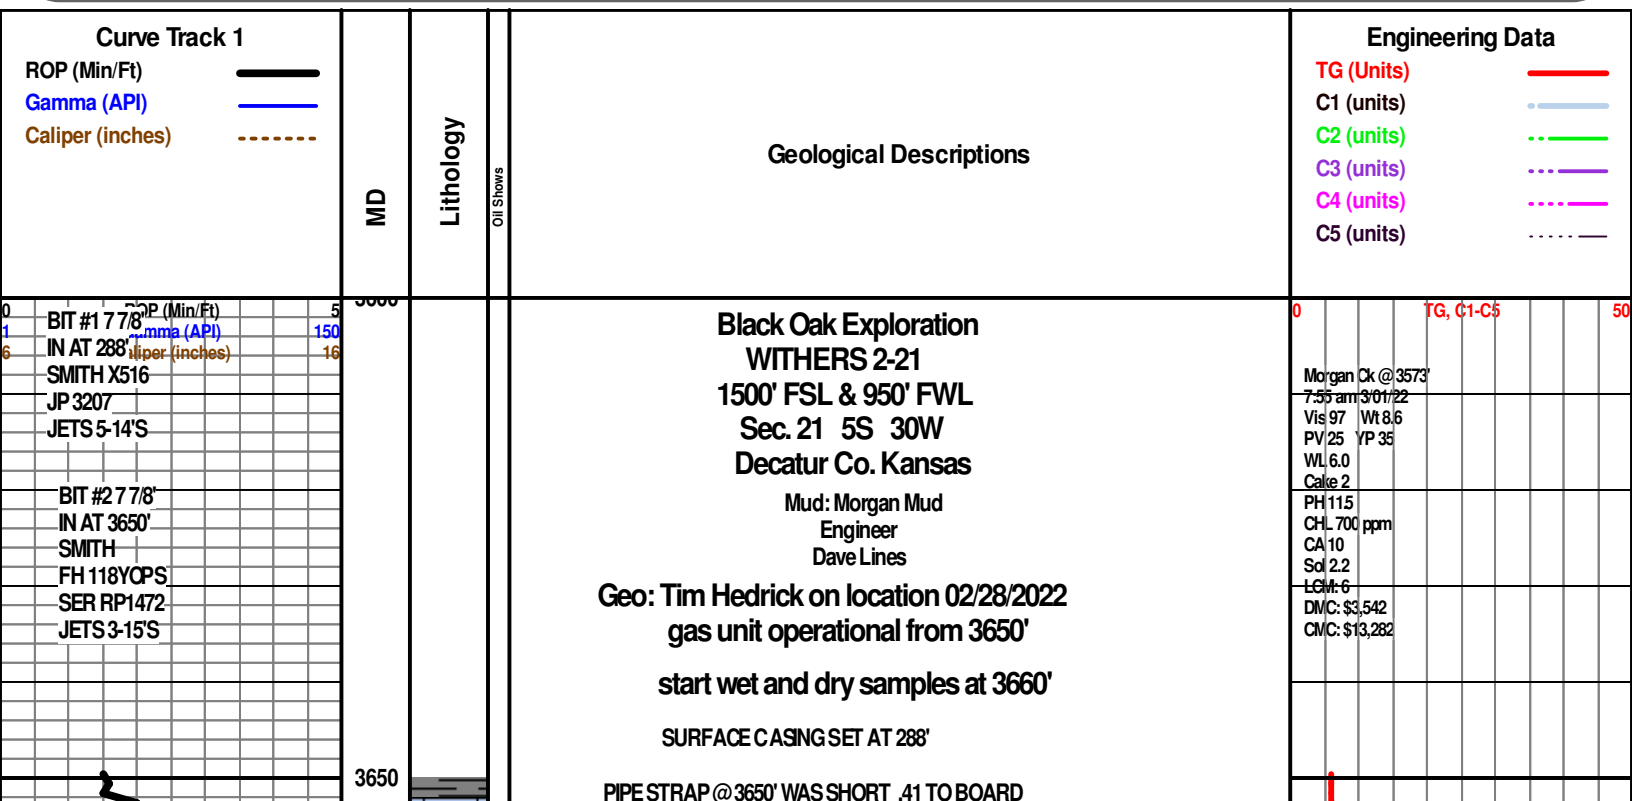 Curve Track 1
ROP (Min/Ft)
Gamma (API)
Caliper (inches)
MD
Lithology
Oil Shows
Geological Descriptions
Engineering Data
TG (Units)
C1 (units)
C2 (units)
C3 (units)
C4 (units)
C5 (units)
0 ROP (Min/Ft) 5
1 Gamma (API) 150
6 Caliper (inches) 16
BIT #1 7 7/8'
IN AT 288'
SMITH X516
JP 3207
JETS 5-14'S
BIT #2 7 7/8'
IN AT 3650'
SMITH
FH 118YOPS
SER RP1472
JETS 3-15'S
3600
3650
Black Oak Exploration
WITHERS 2-21
1500' FSL & 950' FWL
Sec. 21 5S 30W
Decatur Co. Kansas
Mud: Morgan Mud
Engineer
Dave Lines
Geo: Tim Hedrick on location 02/28/2022
gas unit operational from 3650'
start wet and dry samples at 3660'
SURFACE CASING SET AT 288'
PIPE STRAP @ 3650' WAS SHORT .41 TO BOARD
0 TG, C1-C5 50
Morgan Ck @ 3573'
7:55 am 3/01/22
Vis 97 Wt 8.6
PV 25 YP 35
WL 6.0
Cake 2
PH 11.5
CHL 700 ppm
CA 10
Sol 2.2
LCM: 6
DMC: $3,542
CMC: $13,282